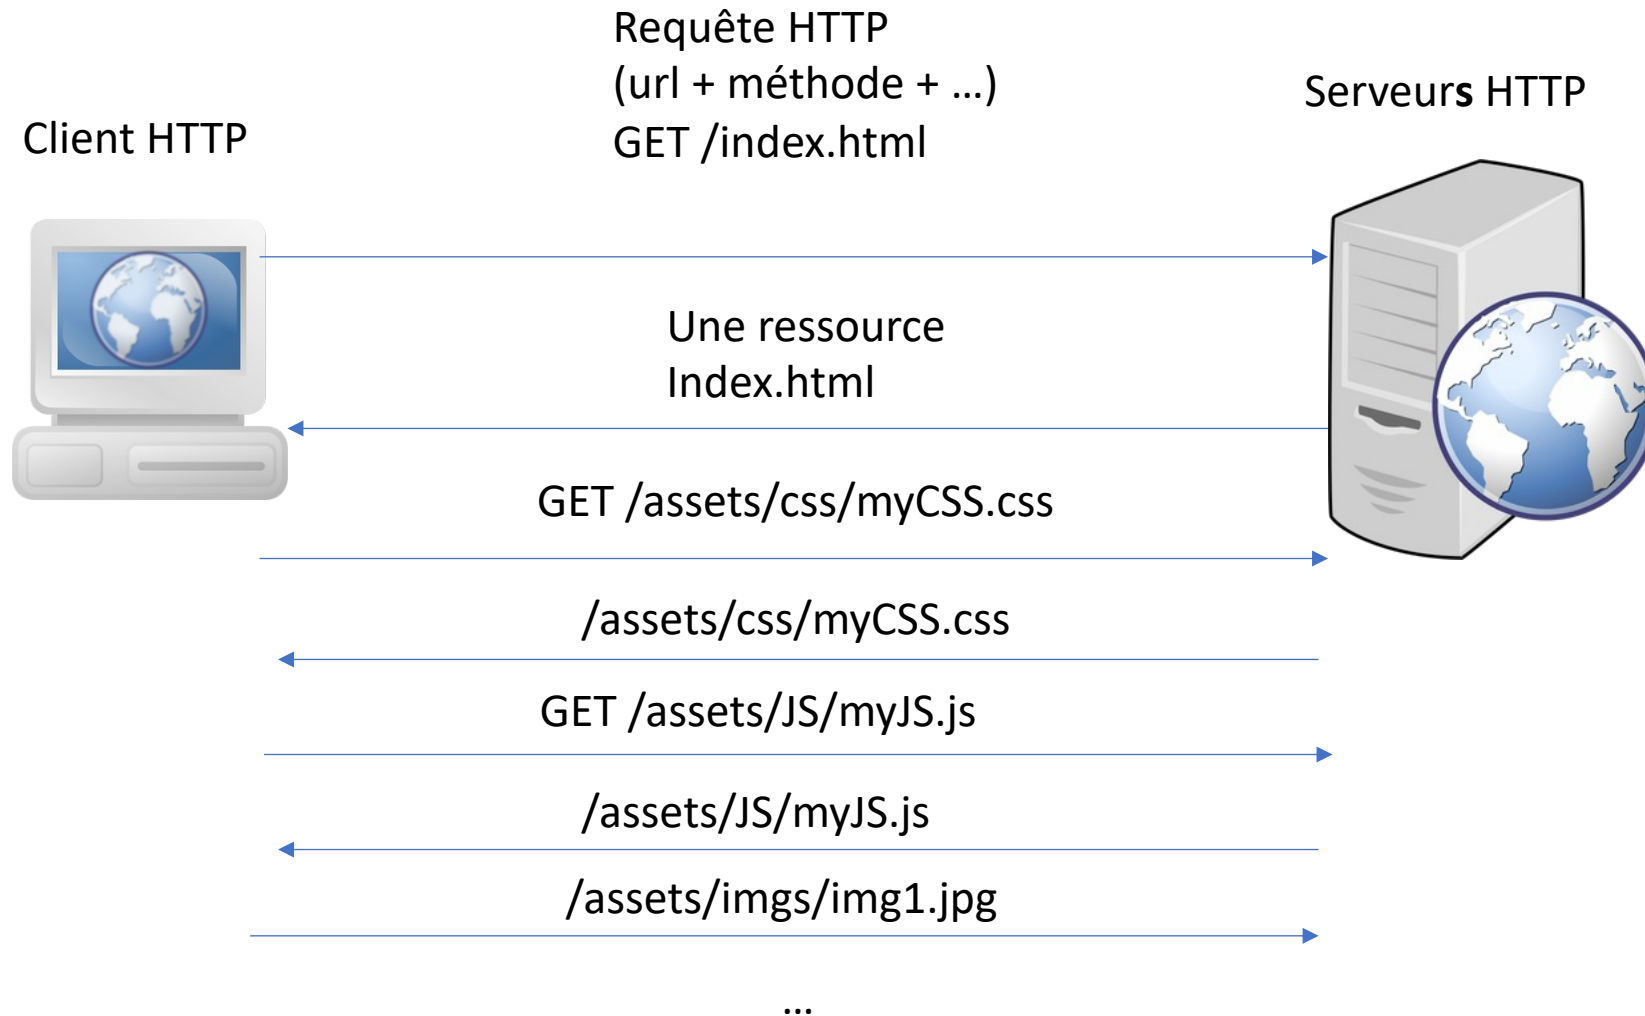 Requête HTTP
(url + méthode + ...)
GET /index.html
Client HTTP
Serveurs HTTP
Une ressource
Index.html
GET /assets/css/myCSS.css
/assets/css/myCSS.css
GET /assets/JS/myJS.js
/assets/JS/myJS.js
/assets/imgs/img1.jpg
...